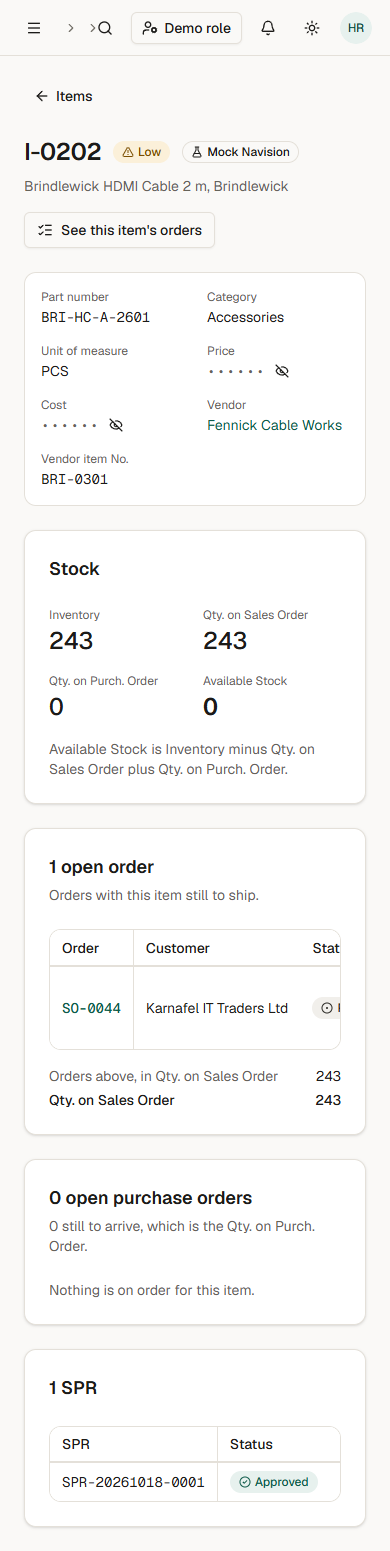 Demo role
HR
Items
I-0202 Low Mock Navision
Brindlewick HDMI Cable 2 m, Brindlewick
See this item's orders
Part number Category
BRI-HC-A-2601 Accessories
Unit of measure Price
PCS ••••••
Cost Vendor
•••••• Fennick Cable Works
Vendor item No.
BRI-0301
Stock
Inventory Qty. on Sales Order
243 243
Qty. on Purch. Order Available Stock
0 0
Available Stock is Inventory minus Qty. on
Sales Order plus Qty. on Purch. Order.
1 open order
Orders with this item still to ship.
Order Customer Stat
SO-0044 Karnafel IT Traders Ltd
Orders above, in Qty. on Sales Order 243
Qty. on Sales Order 243
0 open purchase orders
0 still to arrive, which is the Qty. on Purch.
Order.
Nothing is on order for this item.
1 SPR
SPR Status
SPR-20261018-0001 Approved